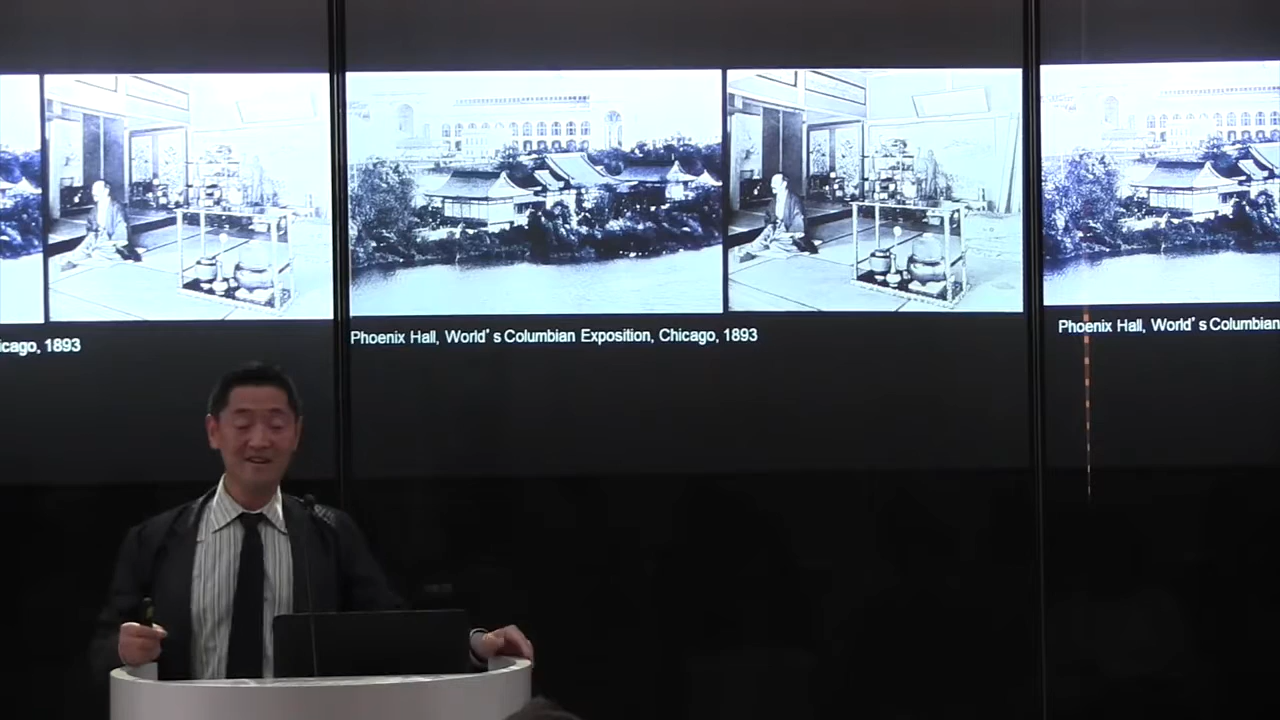 icago, 1893
Phoenix Hall, World's Columbian Exposition, Chicago, 1893
Phoenix Hall, World's Columbian